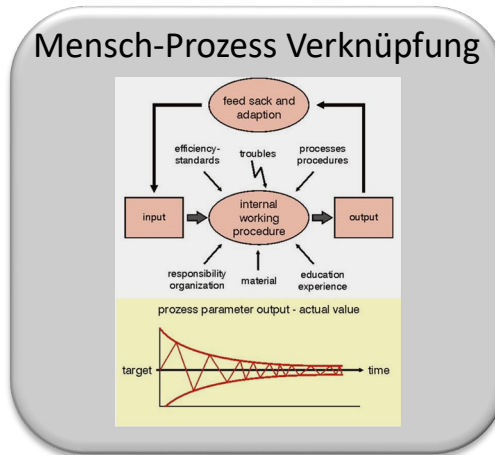 Mensch-Prozess Verknüpfung
feed sack and
adaption
efficiency-
standards
troubles
processes
procedures
input
internal
working
procedure
output
responsibility
organization
material
education
experience
prozess parameter output - actual value
target
time